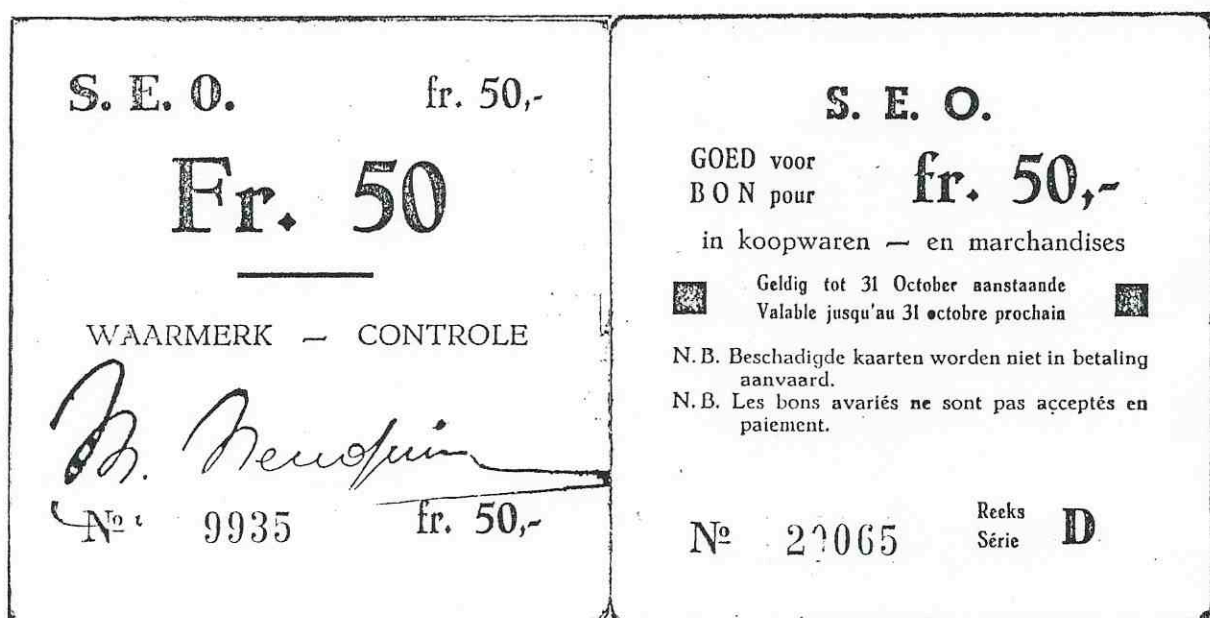 S. E. O. fr. 50,-
Fr. 50
WAARMERK — CONTROLE
Nº 9935 fr. 50,-
S. E. O.
GOED voor
BON pour
fr. 50,-
in koopwaren — en marchandises
Geldig tot 31 October aanstaande
Valable jusqu'au 31 octobre prochain
N. B. Beschadigde kaarten worden niet in betaling
aanvaard.
N. B. Les bons avariés ne sont pas acceptés en
paiement.
Nº
Reeks
Série
D